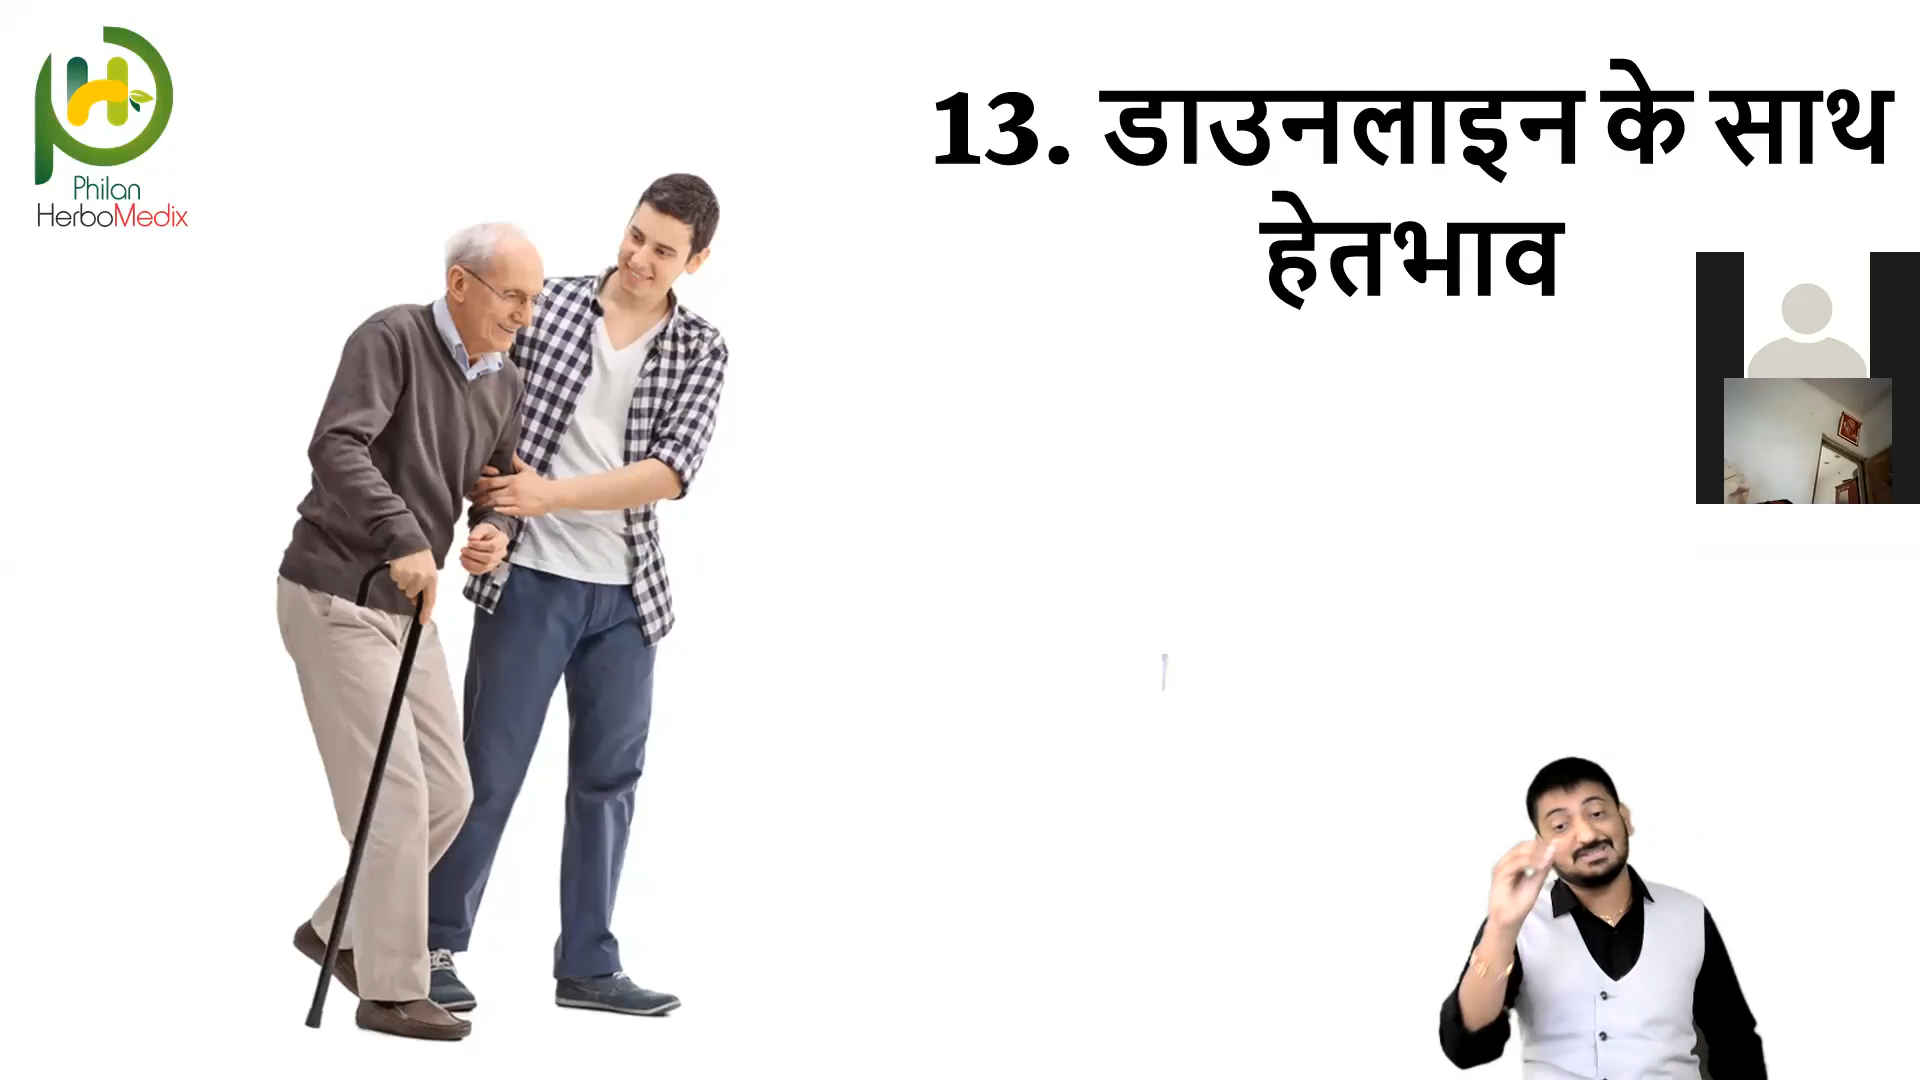 Philan
HerboMedix
13. डाउनलाइन के साथ
हेतभाव